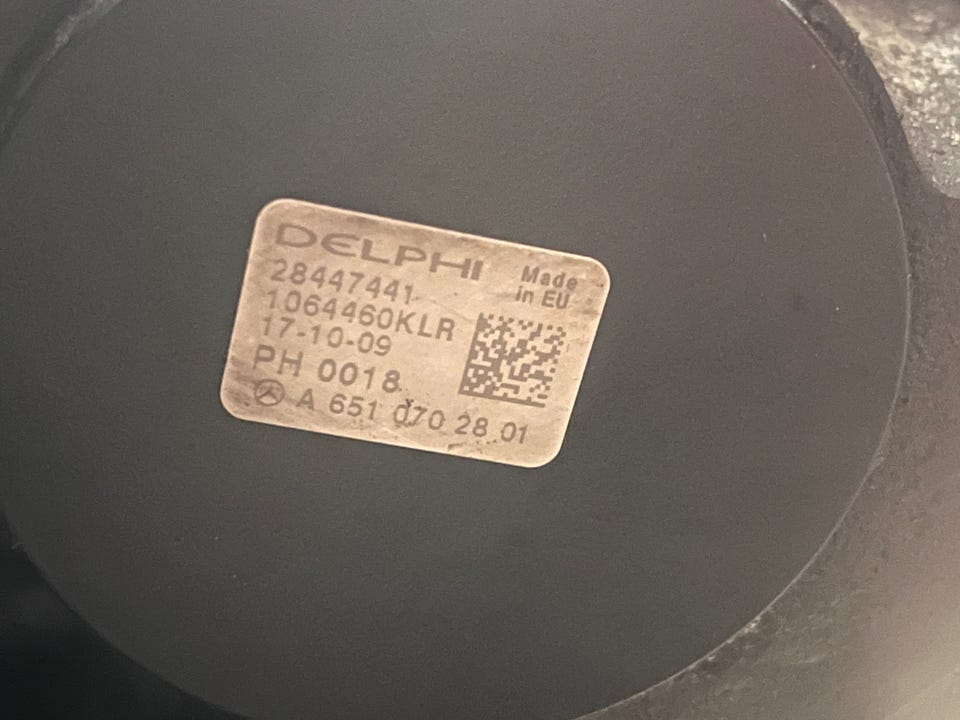 DELPHI
Made
in EU
28447441
1064460KLR
17-10-09
PH 0018
A 651 070 28 01